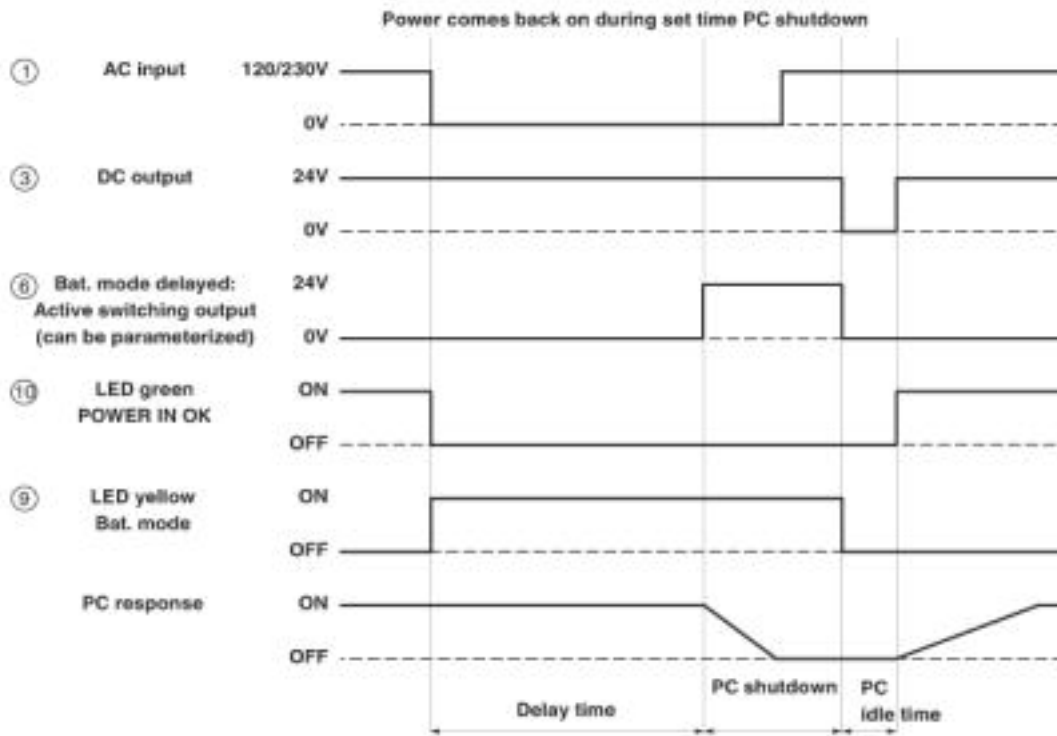 Power comes back on during set time PC shutdown
① AC input 120/230V
0V
③ DC output 24V
0V
⑥ Bat. mode delayed: 24V
Active switching output
(can be parameterized) 0V
⑩ LED green ON
POWER IN OK
OFF
⑨ LED yellow ON
Bat. mode
OFF
PC response ON
OFF
PC shutdown PC
Delay time idle time